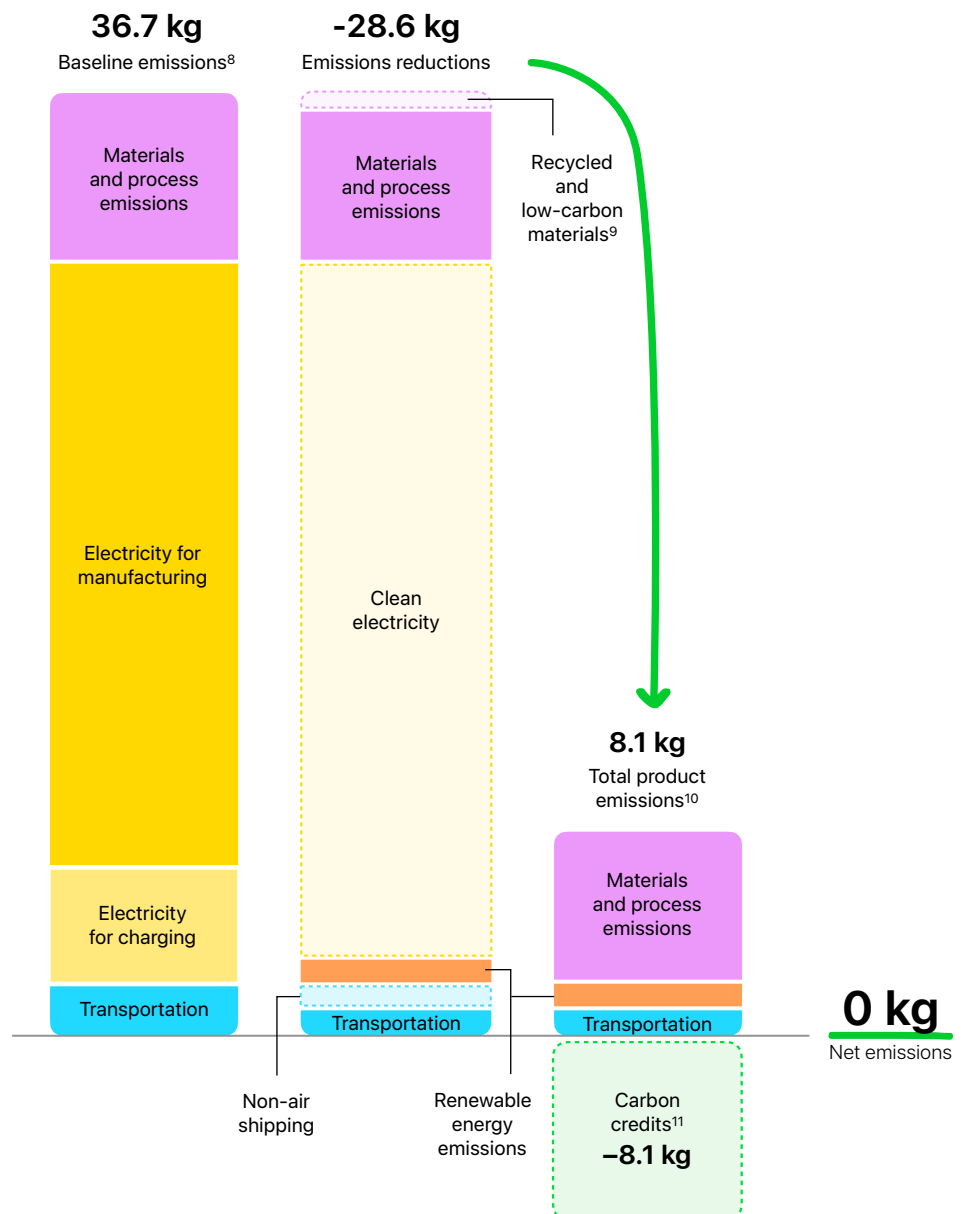 36.7 kg
Baseline emissions⁸
-28.6 kg
Emissions reductions
Materials
and process
emissions
Materials
and process
emissions
Recycled
and
low-carbon
materials⁹
Electricity for
manufacturing
Clean
electricity
8.1 kg
Total product
emissions¹⁰
Materials
and process
emissions
Electricity
for charging
Transportation
Transportation
Transportation
0 kg
Net emissions
Non-air
shipping
Renewable
energy
emissions
Carbon
credits¹¹
–8.1 kg